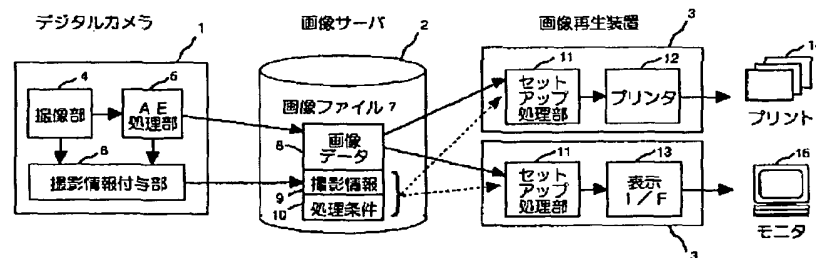 デジタルカメラ
1
4
撮像部
5
AE
処理部
6
撮影情報付与部
画像サーバ
2
画像ファイル 7
8
画像
データ
9
撮影情報
10
処理条件
画像再生装置
3
11
セット
アップ
処理部
12
プリンタ
プリント
11
セット
アップ
処理部
13
表示
I/F
3
モニタ